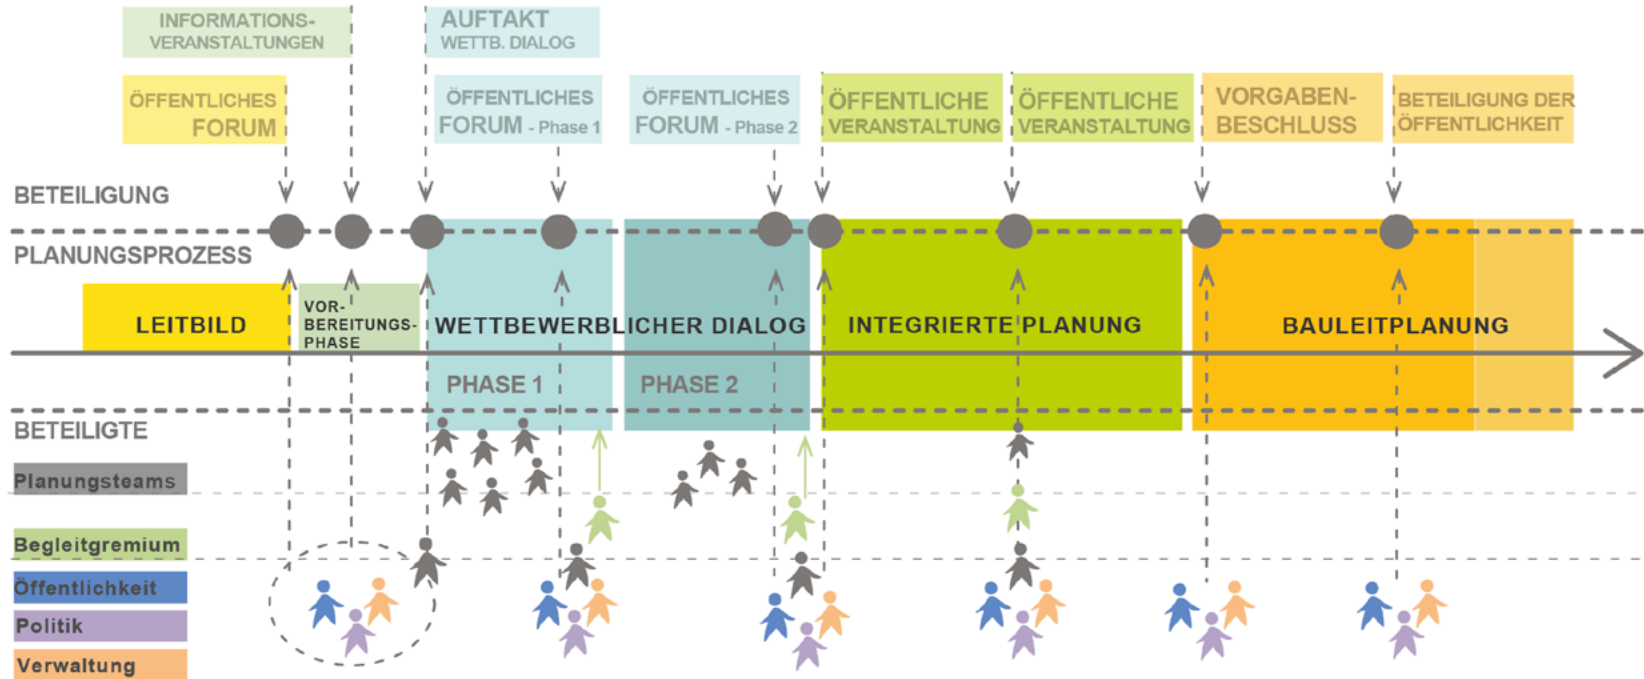 INFORMATIONS-
VERANSTALTUNGEN
AUFTAKT
WETTB. DIALOG
ÖFFENTLICHES
FORUM
ÖFFENTLICHES
FORUM - Phase 1
ÖFFENTLICHES
FORUM - Phase 2
ÖFFENTLICHE
VERANSTALTUNG
ÖFFENTLICHE
VERANSTALTUNG
VORGABEN-
BESCHLUSS
BETEILIGUNG DER
ÖFFENTLICHKEIT
BETEILIGUNG
PLANUNGSPROZESS
LEITBILD
VOR-
BEREITUNGS-
PHASE
WETTBEWERBLICHER DIALOG
INTEGRIERTE PLANUNG
BAULEITPLANUNG
PHASE 1
PHASE 2
BETEILIGTE
Planungsteams
Begleitgremium
Öffentlichkeit
Politik
Verwaltung